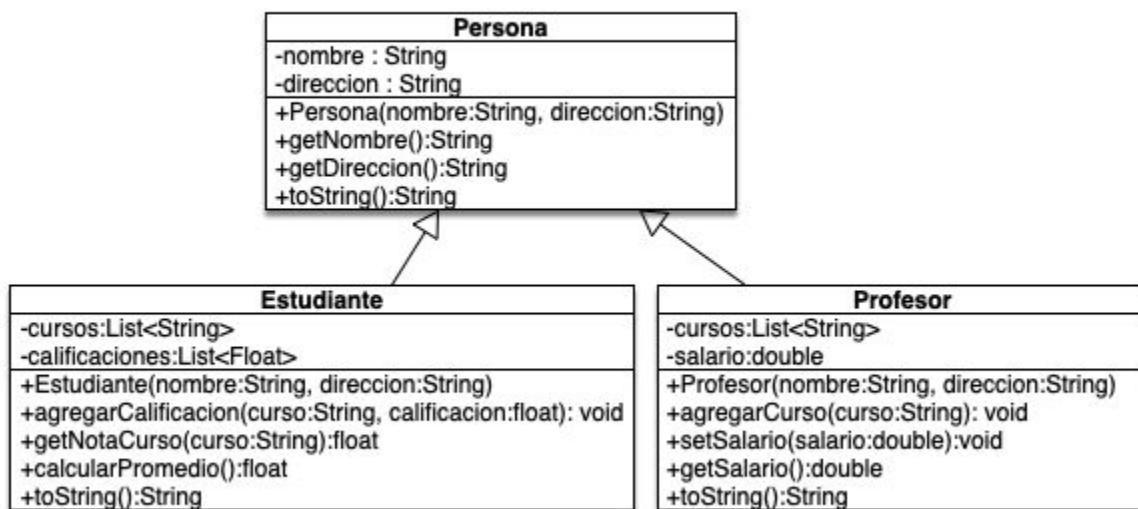 Persona
-nombre : String
-direccion : String
+Persona(nombre:String, direccion:String)
+getNombre():String
+getDireccion():String
+toString():String
Estudiante
-cursos:List<String>
-calificaciones:List<Float>
+Estudiante(nombre:String, direccion:String)
+agregarCalificacion(curso:String, calificacion:float): void
+getNotaCurso(curso:String):float
+calcularPromedio():float
+toString():String
Profesor
-cursos:List<String>
-salario:double
+Profesor(nombre:String, direccion:String)
+agregarCurso(curso:String): void
+setSalario(salario:double):void
+getSalario():double
+toString():String